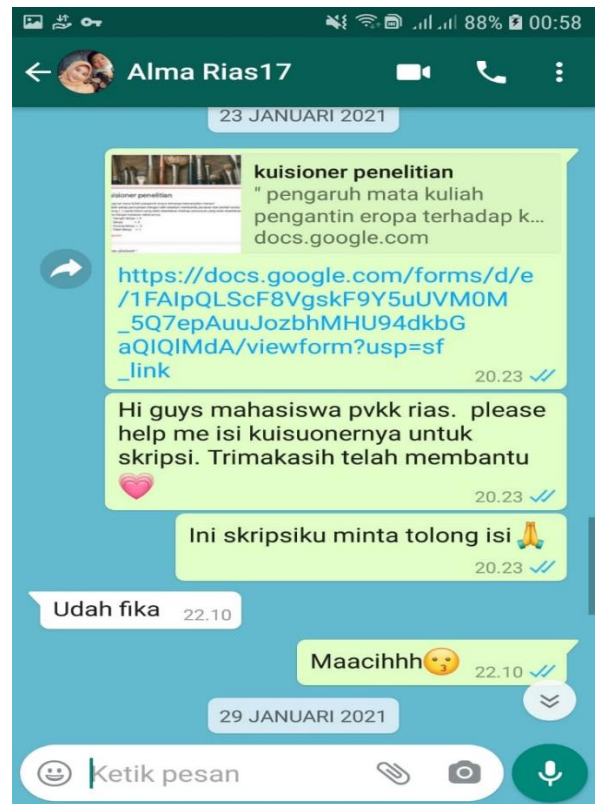 88% 00:58
Alma Rias17
23 JANUARI 2021
kuisioner penelitian
" pengaruh mata kuliah
pengantin eropa terhadap k...
docs.google.com
https://docs.google.com/forms/d/e
/1FAIpQLScF8VgskF9Y5uUVM0M
_5Q7epAuuJozbhMHU94dkbG
aQIQlMdA/viewform?usp=sf
_link
20.23
Hi guys mahasiswa pvkk rias. please
help me isi kuisuonernya untuk
skripsi. Trimakasih telah membantu
20.23
Ini skripsiku minta tolong isi
20.23
Udah fika 22.10
Maacihhh 22.10
29 JANUARI 2021
Ketik pesan